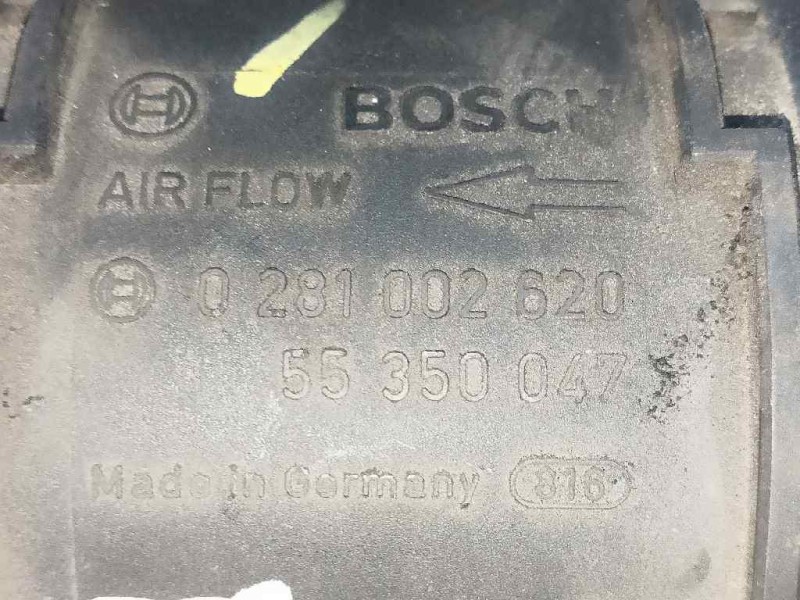 BOSCH
AIR FLOW
0 281 002 620
55 350 047
Made in Germany 816